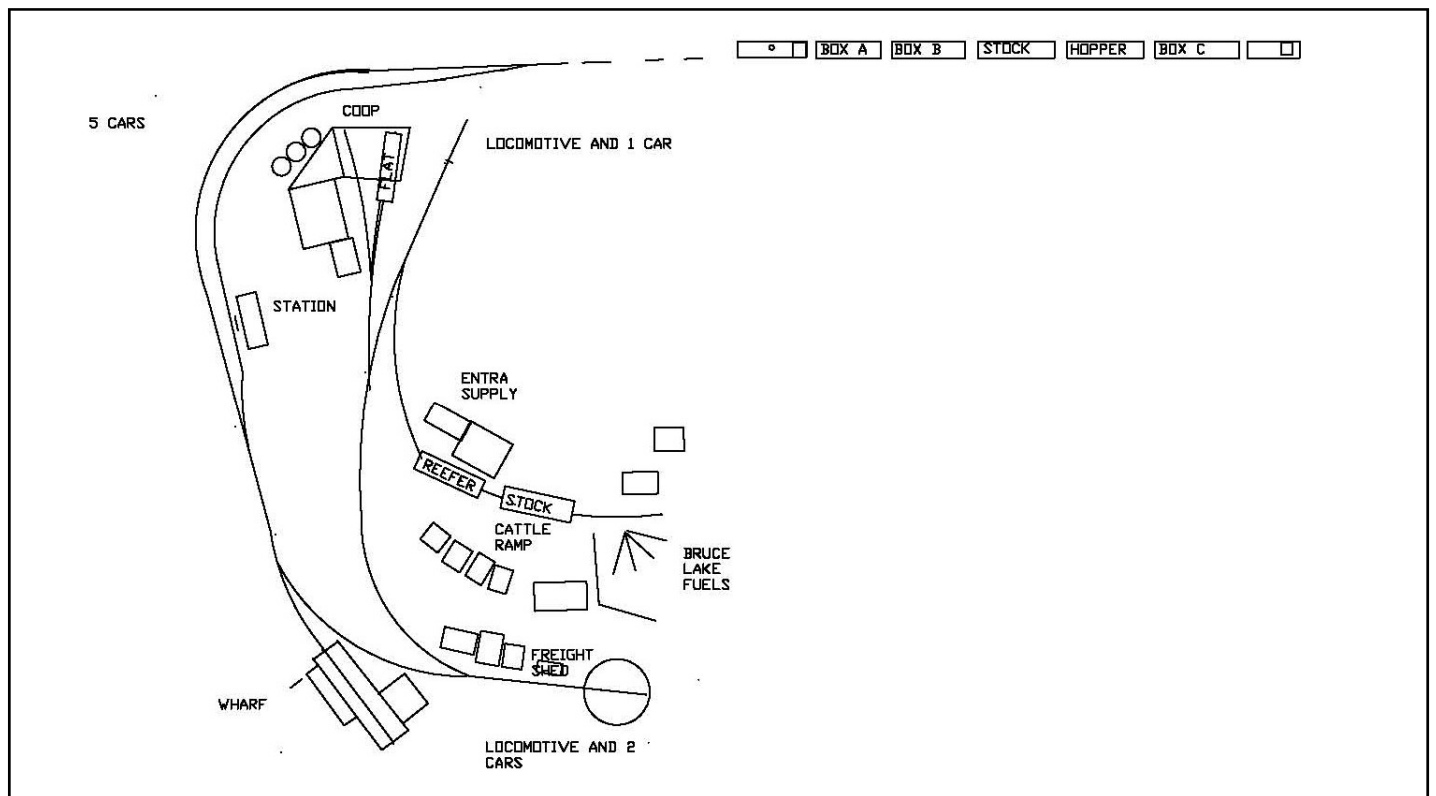 BOX A
BOX B
STOCK
HOPPER
BOX C
COOP
5 CARS
LOCOMOTIVE AND 1 CAR
FLAT
STATION
ENTRA
SUPPLY
REEFER
STOCK
CATTLE
RAMP
BRUCE
LAKE
FUELS
FREIGHT
SHED
WHARF
LOCOMOTIVE AND 2
CARS